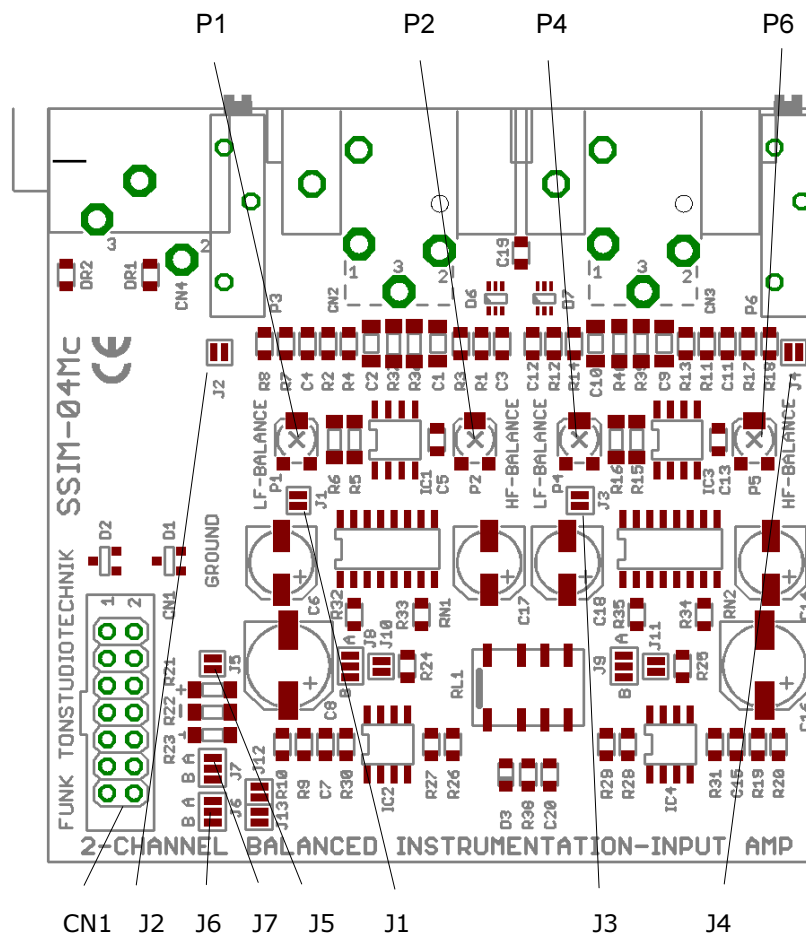 P1 P2 P4 P6
3 2 1 3 2 1 3 2
DR2 DR1 CN4 P3 CN2 D6 C19 D7 CN3 P6
SSIM-04Mc
CE
J2 R8 R7 C4 R2 R4 C2 C1 R3 R1 C3 C12 R12 R14 C10 C9 R13 R11 C11 R17 R18 J4
LF-BALANCE P1 R6 R5 IC1 C5 P2 HF-BALANCE LF-BALANCE P4 R16 R15 IC3 C13 P5 HF-BALANCE
J1 J3
D2 D1 GROUND
CN1 C6 R32 R33 RN1 C17 C18 R35 R34 RN2
1 2
R21 J5 C8 A B J8 J10 R24 RL1 J9 A B J11 R25 C16
+ R22 -
R23
B A J7 J12 R10 R9 C7 R30 IC2 R27 R26 D3 R38 C20 R29 R28 IC4 R31 C15 R19 R20
B A J6 J13
FUNK TONSTUDIOTECHNIK
2-CHANNEL BALANCED INSTRUMENTATION-INPUT AMP
CN1 J2 J6 J7 J5 J1 J3 J4